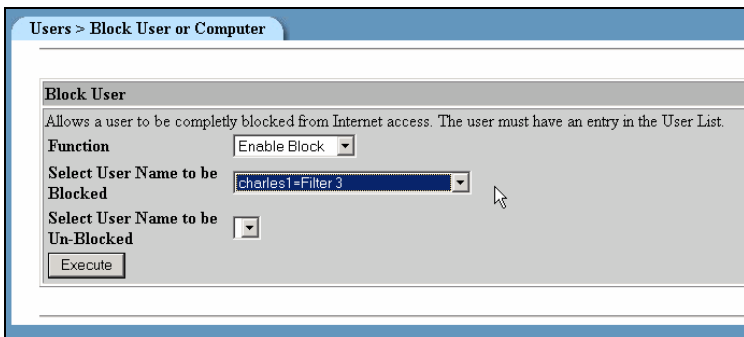 Users > Block User or Computer
Block User
Allows a user to be completly blocked from Internet access. The user must have an entry in the User List.
Function
Enable Block
Select User Name to be
Blocked
charles1=Filter 3
Select User Name to be
Un-Blocked
Execute